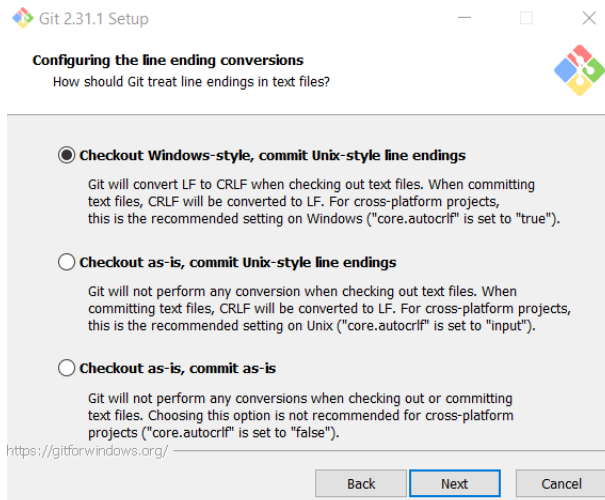 Git 2.31.1 Setup
Configuring the line ending conversions
How should Git treat line endings in text files?
Checkout Windows-style, commit Unix-style line endings
Git will convert LF to CRLF when checking out text files. When committing
text files, CRLF will be converted to LF. For cross-platform projects,
this is the recommended setting on Windows ("core.autocrlf" is set to "true").
Checkout as-is, commit Unix-style line endings
Git will not perform any conversion when checking out text files. When
committing text files, CRLF will be converted to LF. For cross-platform projects,
this is the recommended setting on Unix ("core.autocrlf" is set to "input").
Checkout as-is, commit as-is
Git will not perform any conversions when checking out or committing
text files. Choosing this option is not recommended for cross-platform
projects ("core.autocrlf" is set to "false").
https://gitforwindows.org/
Back Next Cancel